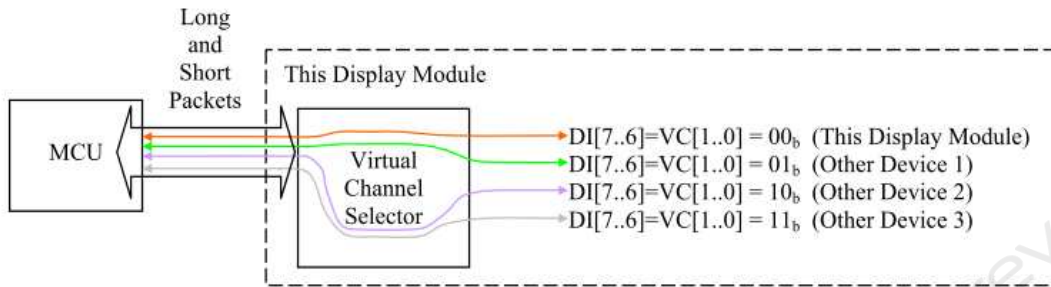 Long
and
Short
Packets
This Display Module
MCU
Virtual
Channel
Selector
DI[7..6]=VC[1..0] = 00b (This Display Module)
DI[7..6]=VC[1..0] = 01b (Other Device 1)
DI[7..6]=VC[1..0] = 10b (Other Device 2)
DI[7..6]=VC[1..0] = 11b (Other Device 3)